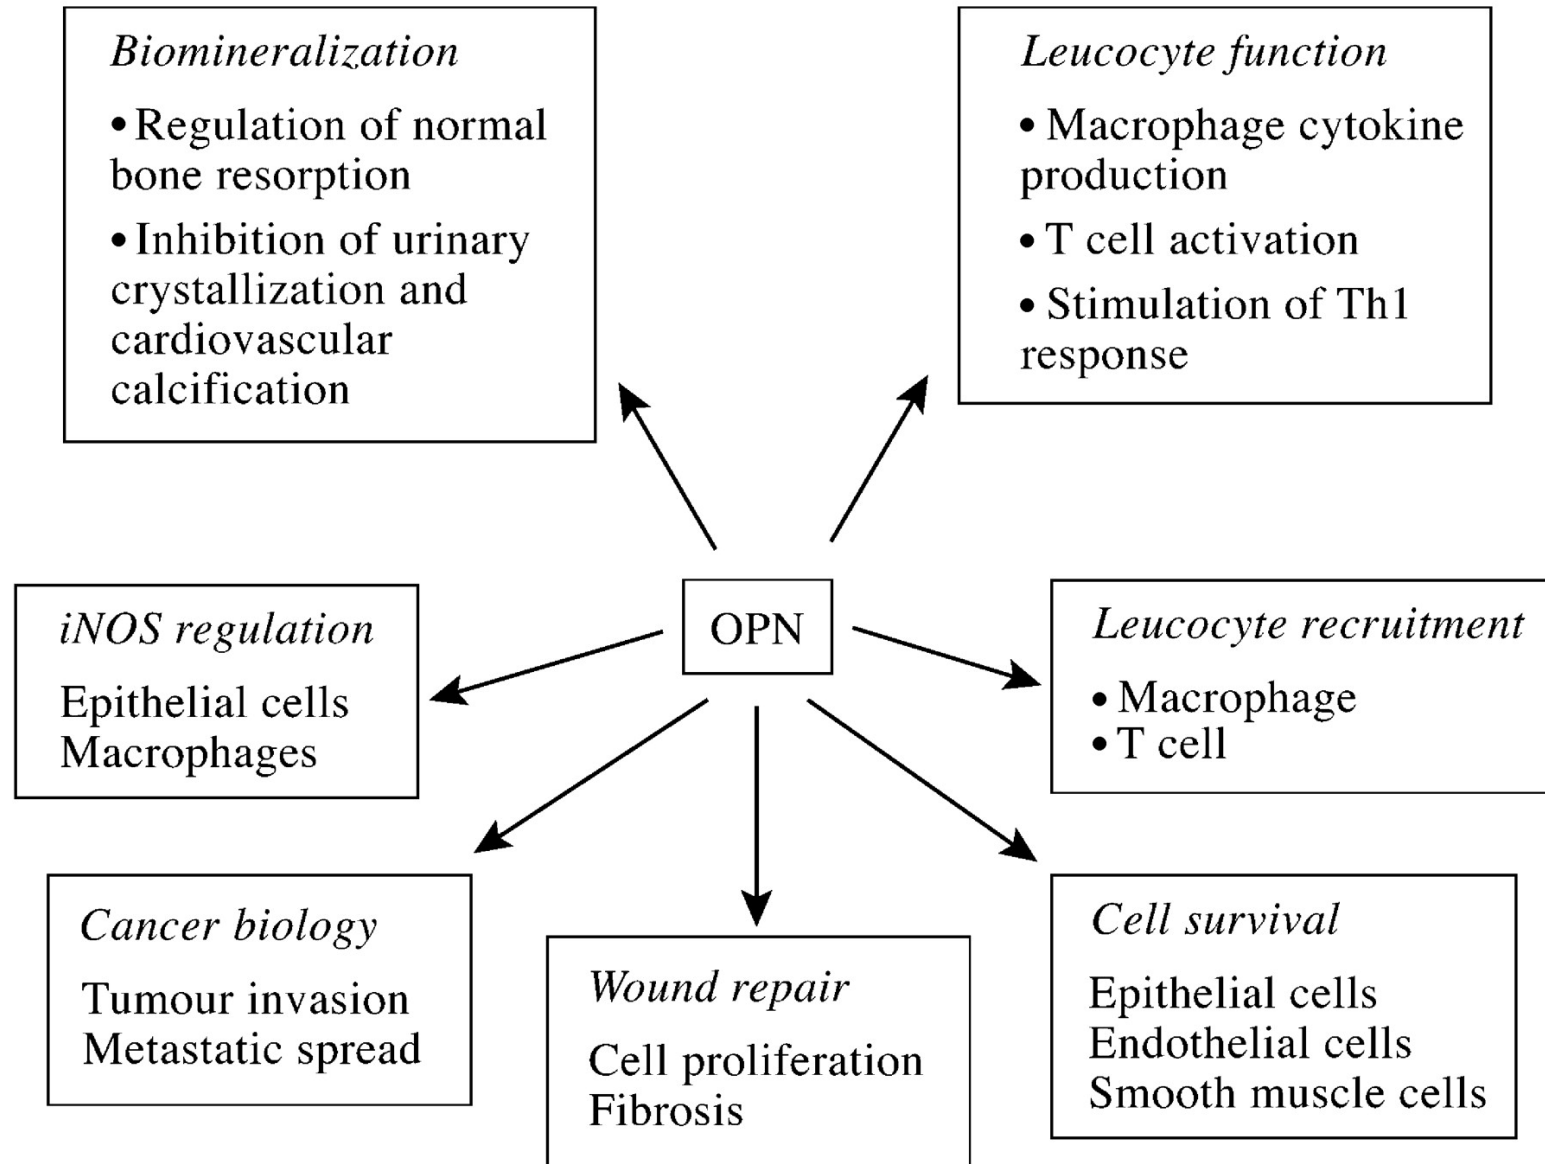 Biomineralization
• Regulation of normal
bone resorption
• Inhibition of urinary
crystallization and
cardiovascular
calcification
Leucocyte function
• Macrophage cytokine
production
• T cell activation
• Stimulation of Th1
response
iNOS regulation
Epithelial cells
Macrophages
OPN
Leucocyte recruitment
• Macrophage
• T cell
Cancer biology
Tumour invasion
Metastatic spread
Wound repair
Cell proliferation
Fibrosis
Cell survival
Epithelial cells
Endothelial cells
Smooth muscle cells